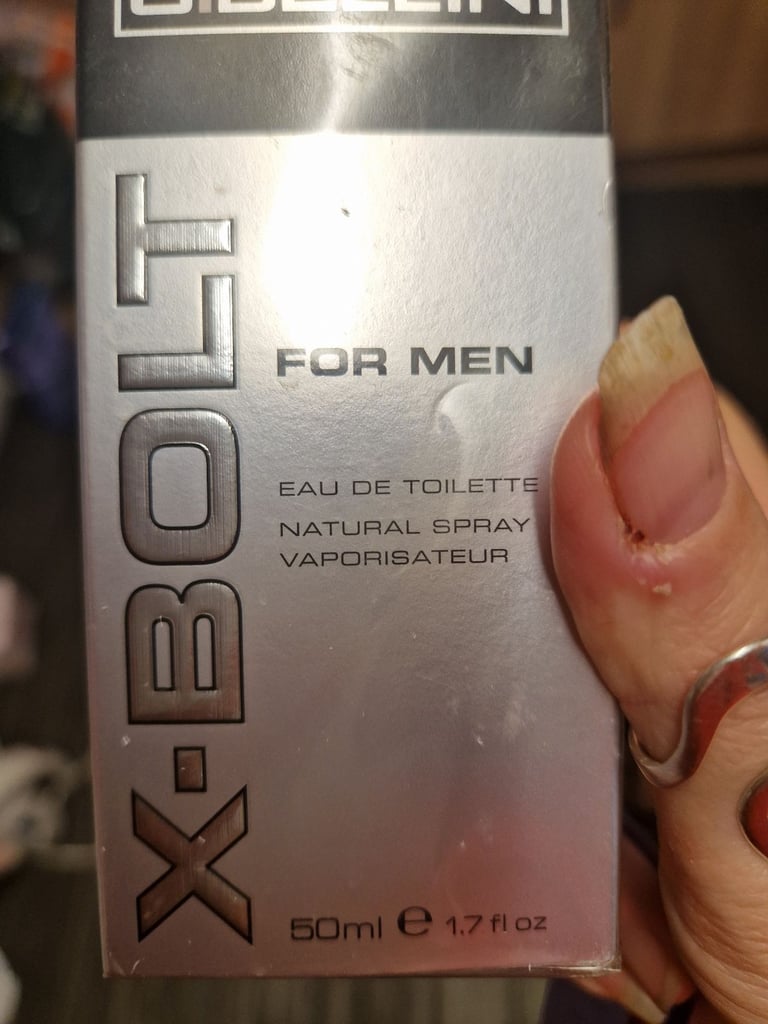 X-BOLT
FOR MEN
EAU DE TOILETTE
NATURAL SPRAY
VAPORISATEUR
50ml e 1.7 fl oz